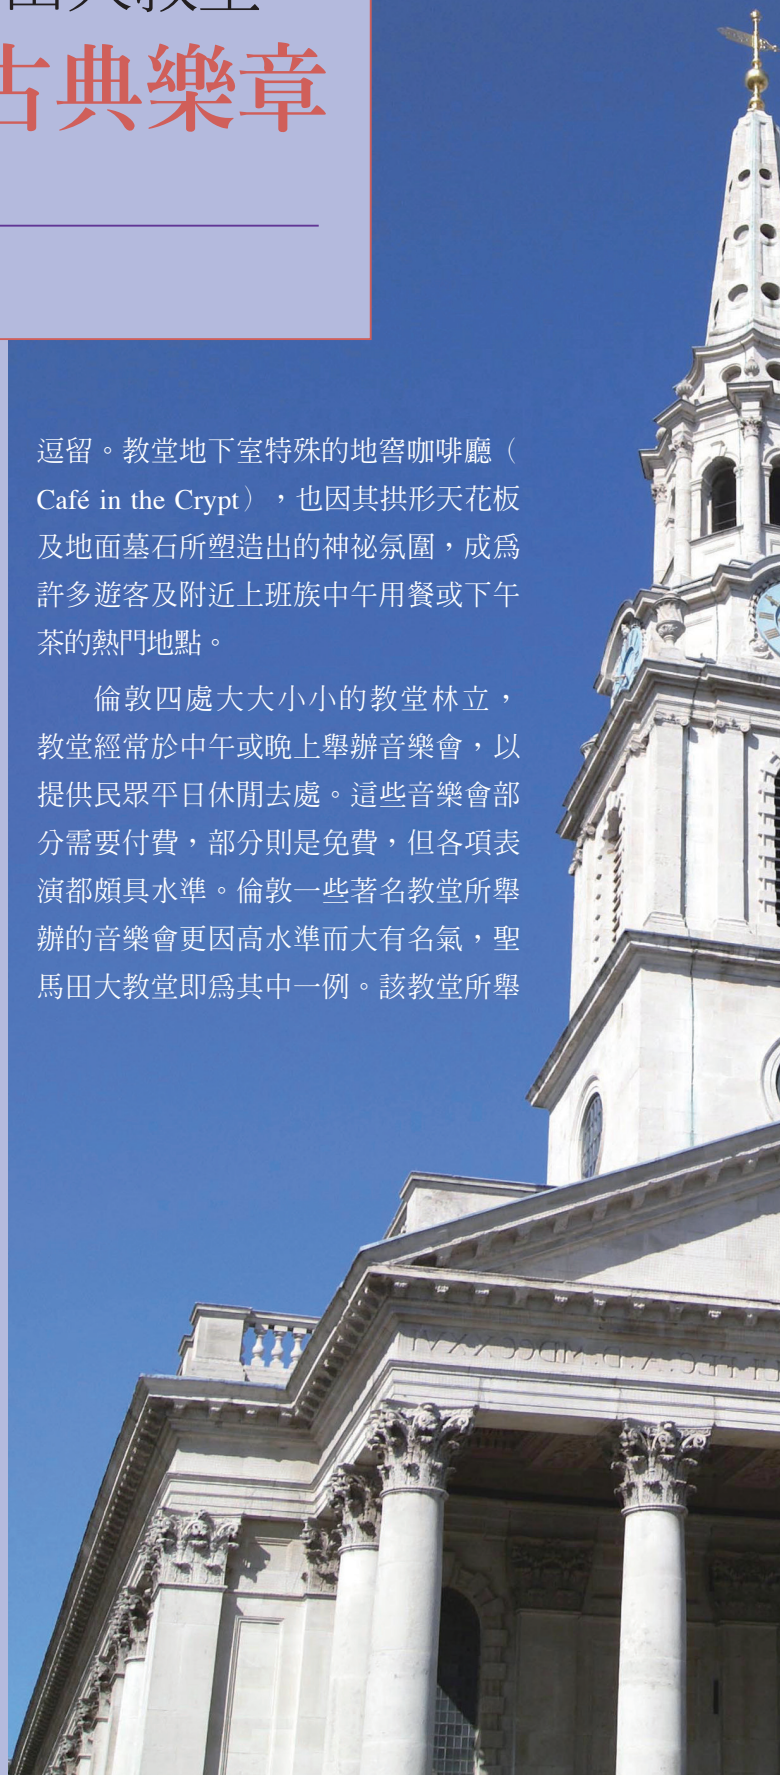 古典樂章
逗留。教堂地下室特殊的地窖咖啡廳（
Café in the Crypt），也因其拱形天花板
及地面墓石所塑造出的神祕氛圍，成為
許多遊客及附近上班族中午用餐或下午
茶的熱門地點。
倫敦四處大大小小的教堂林立，
教堂經常於中午或晚上舉辦音樂會，以
提供民眾平日休閒去處。這些音樂會部
分需要付費，部分則是免費，但各項表
演都頗具水準。倫敦一些著名教堂所舉
辦的音樂會更因高水準而大有名氣，聖
馬田大教堂即為其中一例。該教堂所舉